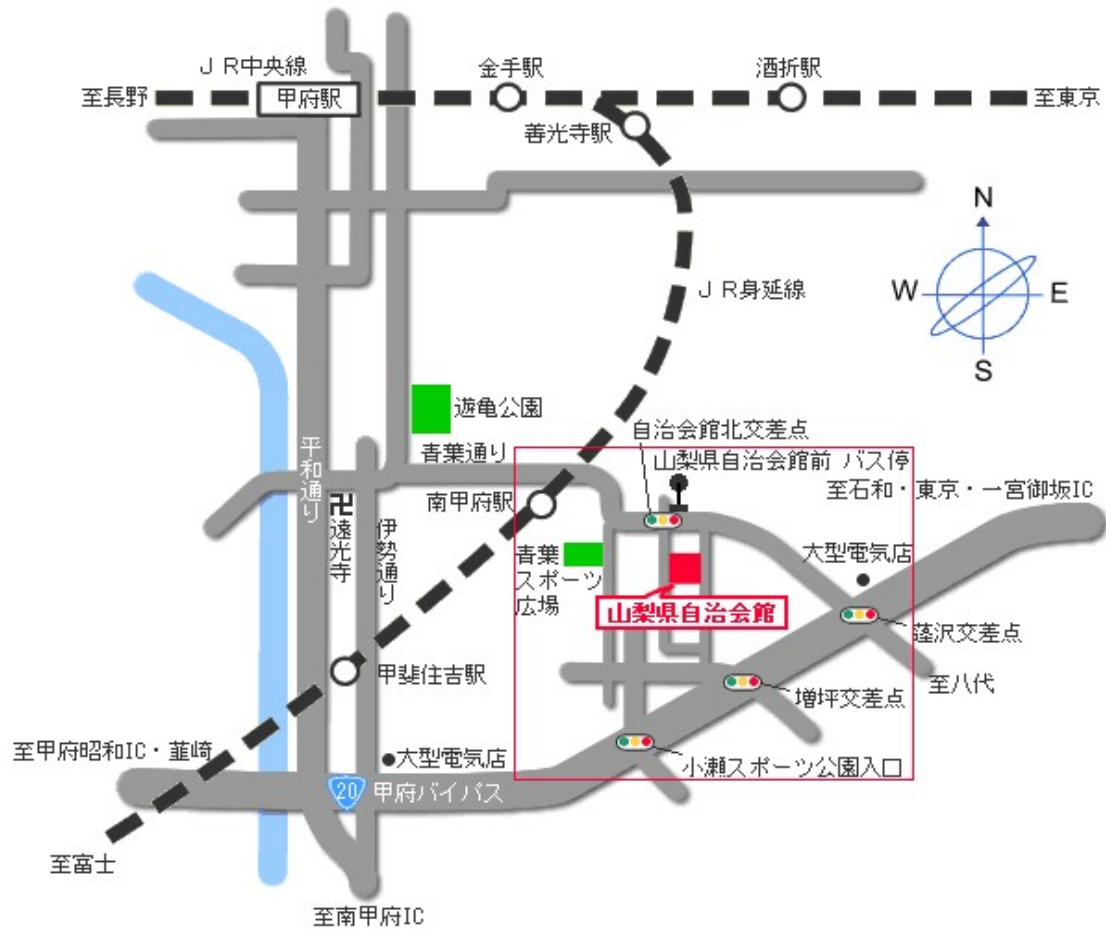 JR中央線
金手駅
酒折駅
至長野
甲府駅
至東京
善光寺駅
N
W
E
S
JR身延線
遊亀公園
自治会館北交差点
青葉通り
山梨県自治会館前 バス停
至石和・東京・一宮御坂IC
平和通り
南甲府駅
卍
遠光寺
伊勢通り
青葉
スポーツ
広場
大型電気店
山梨県自治会館
蓬沢交差点
甲斐住吉駅
至八代
増坪交差点
至甲府昭和IC・韮崎
大型電気店
小瀬スポーツ公園入口
20
甲府バイパス
至富士
至南甲府IC